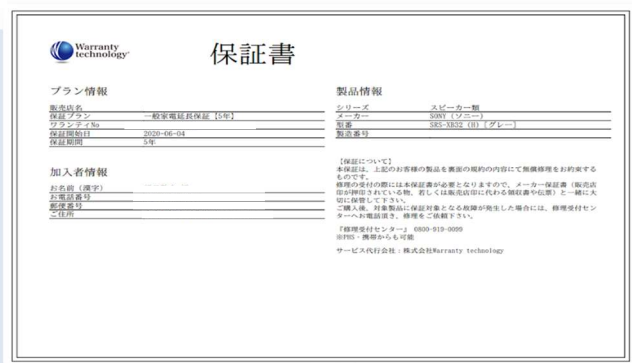 Warranty
technology
保証書
プラン情報
販売店名
保証プラン 一般家電延長保証【5年】
ワランティNo
保証開始日 2020-06-04
保証期間 5年
加入者情報
お名前 (漢字)
お電話番号
郵便番号
ご住所
製品情報
シリーズ スピーカー類
メーカー SONY (ソニー)
型番 SRS-XB32 (H) [グレー]
製造番号
【保証について】
本保証は、上記のお客様の製品を裏面の規約の内容にて無償修理をお約束する
ものです。
修理の受付の際には本保証書が必要となりますので、メーカー保証書 (販売店
印が押印されている物、若しくは販売店印に代わる領収書や伝票) と一緒に大
切に保管して下さい。
ご購入後、対象製品に保証対象となる故障が発生した場合には、修理受付セン
ターへお電話頂き、修理をご依頼下さい。
『修理受付センター』 0800-919-0099
※PHS・携帯からも可能
サービス代行会社：株式会社Warranty technology